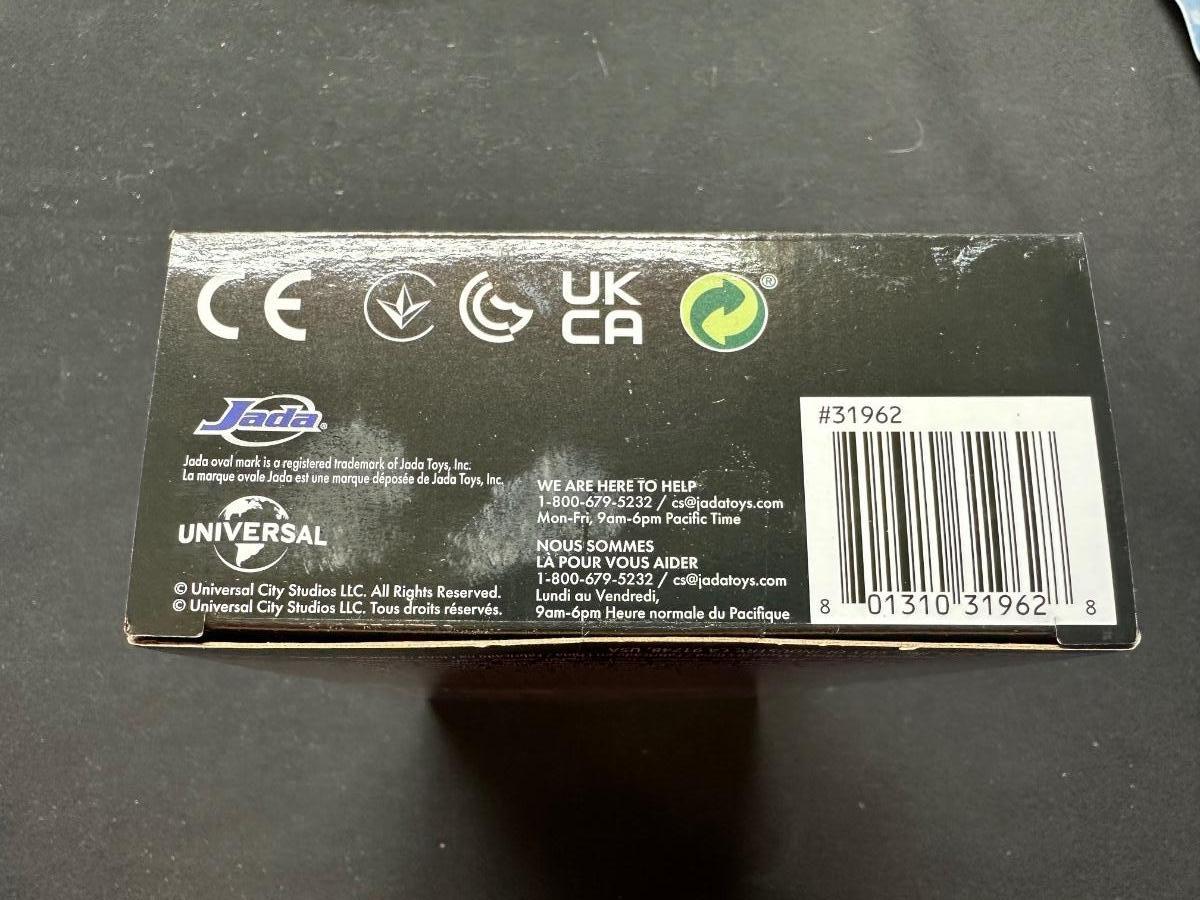 CE
UK
CA
®
Jada®
Jada oval mark is a registered trademark of Jada Toys, Inc.
La marque ovale Jada est une marque déposée de Jada Toys, Inc.
UNIVERSAL
© Universal City Studios LLC. All Rights Reserved.
© Universal City Studios LLC. Tous droits réservés.
WE ARE HERE TO HELP
1-800-679-5232 / cs@jadatoys.com
Mon-Fri, 9am-6pm Pacific Time
NOUS SOMMES
LÀ POUR VOUS AIDER
1-800-679-5232 / cs@jadatoys.com
Lundi au Vendredi,
9am-6pm Heure normale du Pacifique
#31962
8 01310 31962 8
CA 91748, USA